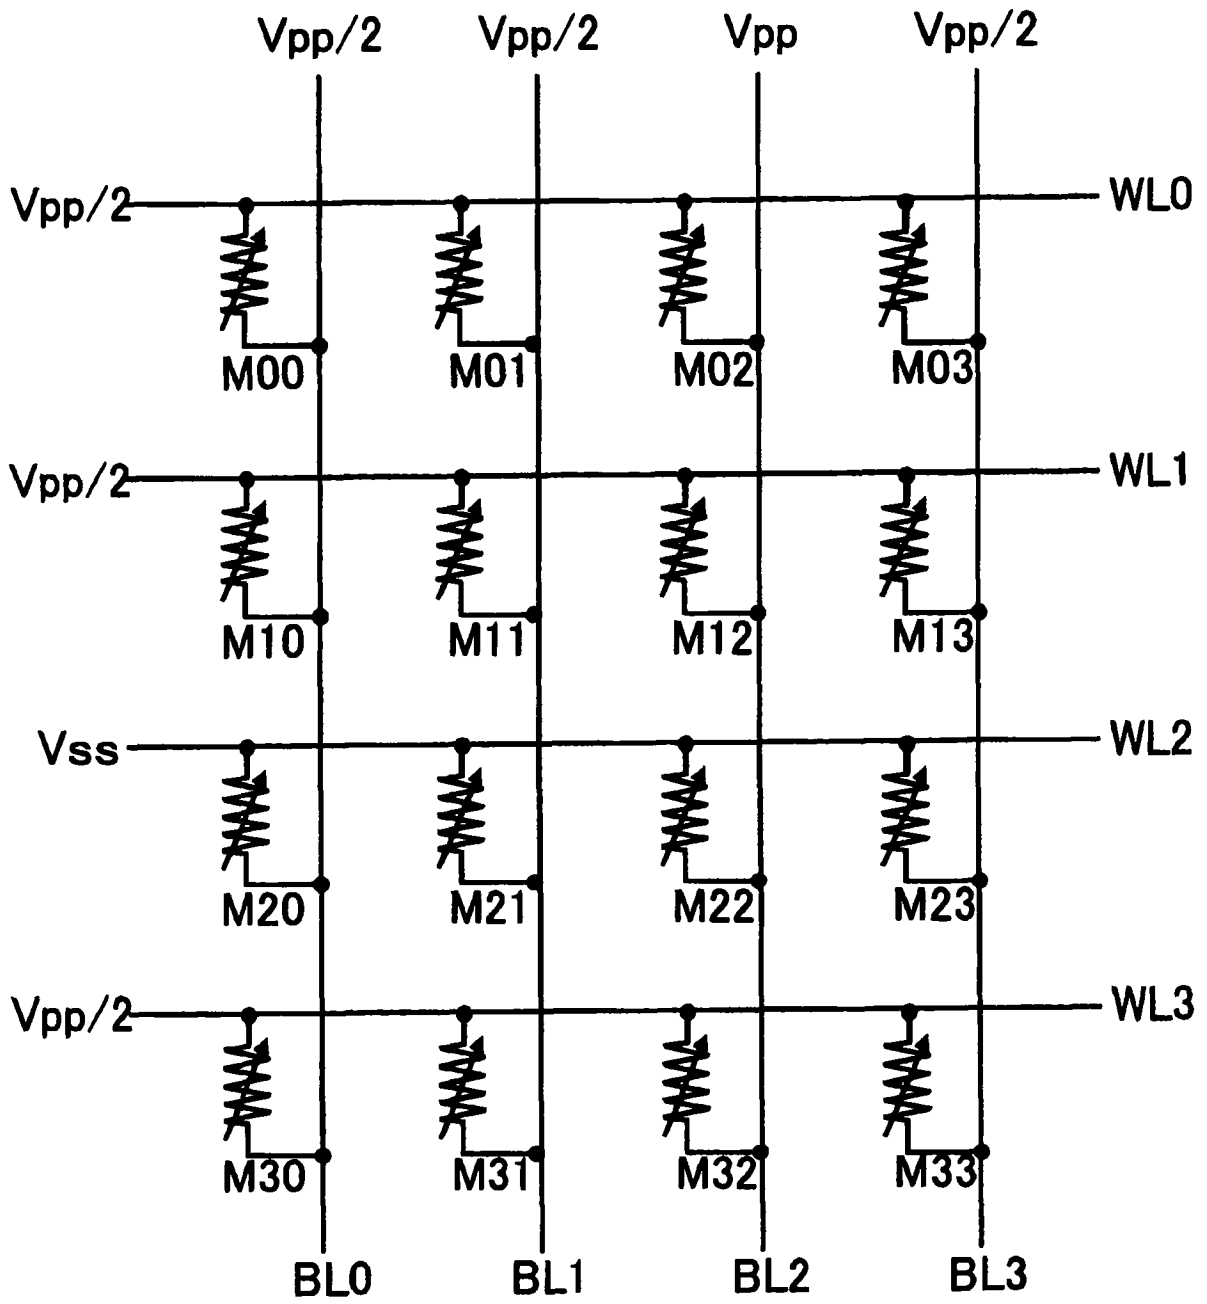 Vpp/2 Vpp/2 Vpp Vpp/2
Vpp/2 WL0
M00 M01 M02 M03
Vpp/2 WL1
M10 M11 M12 M13
Vss WL2
M20 M21 M22 M23
Vpp/2 WL3
M30 M31 M32 M33
BL0 BL1 BL2 BL3